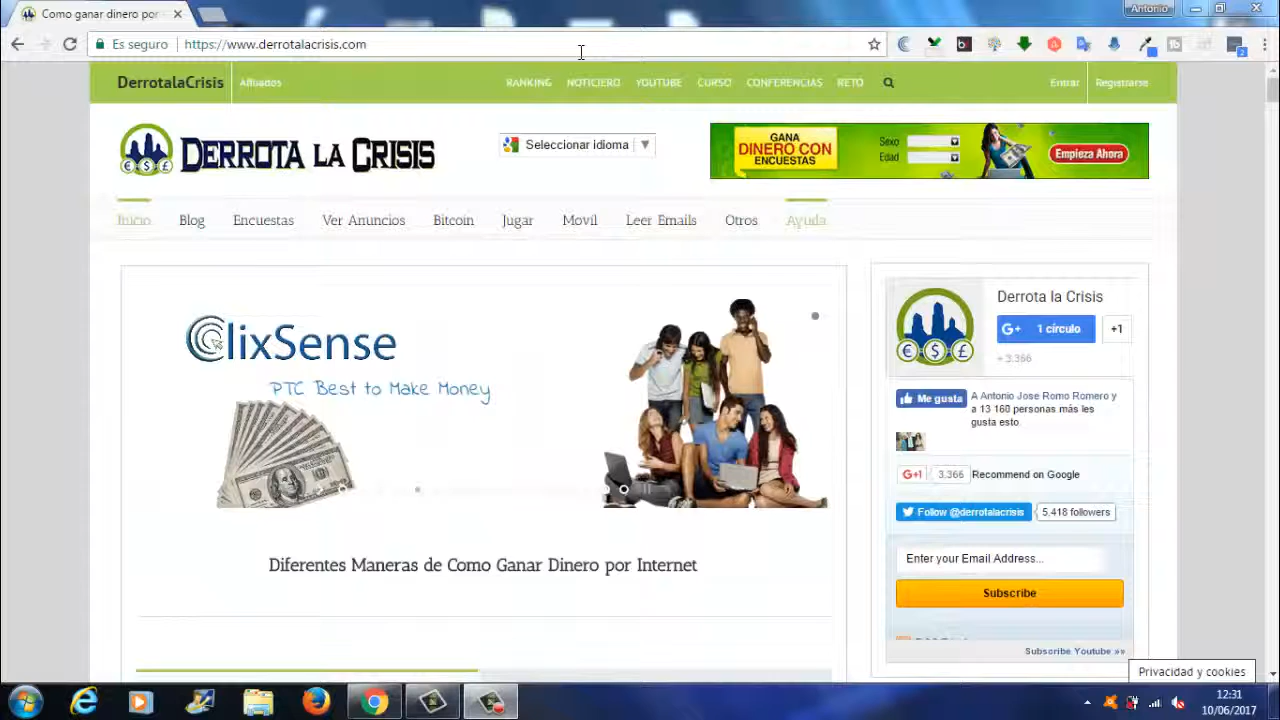 Como ganar dinero por
Antonio
Es seguro
https://www.derrotalacrisis.com
DerrotalaCrisis
Afiliados
RANKING
NOTICIERO
YOUTUBE
CURSO
CONFERENCIAS
RETO
Entrar
Registrarse
DERROTA LA CRISIS
Seleccionar idioma
GANA
DINERO CON
ENCUESTAS
Sexo
Edad
Empieza Ahora
Inicio
Blog
Encuestas
Ver Anuncios
Bitcoin
Jugar
Movil
Leer Emails
Otros
Ayuda
ClixSense
PTC Best to Make Money
Diferentes Maneras de Como Ganar Dinero por Internet
Derrota la Crisis
G+ 1 círculo
+1
+ 3.366
Me gusta
A Antonio Jose Romo Romero y
a 13 160 personas más les
gusta esto
G+1
3.366
Recommend on Google
Follow @derrotalacrisis
5,418 followers
Enter your Email Address...
Subscribe
Subscribe Youtube »»
Privacidad y cookies
12:31
10/06/2017